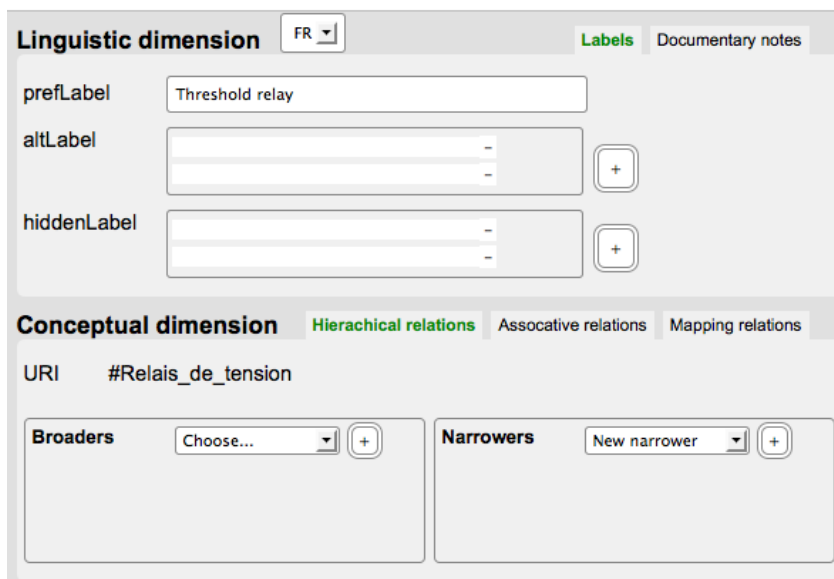 Linguistic dimension FR Labels Documentary notes
prefLabel Threshold relay
altLabel –
–
+
hiddenLabel –
–
+
Conceptual dimension Hierachical relations Assocative relations Mapping relations
URI #Relais_de_tension
Broaders Choose... + Narrowers New narrower +